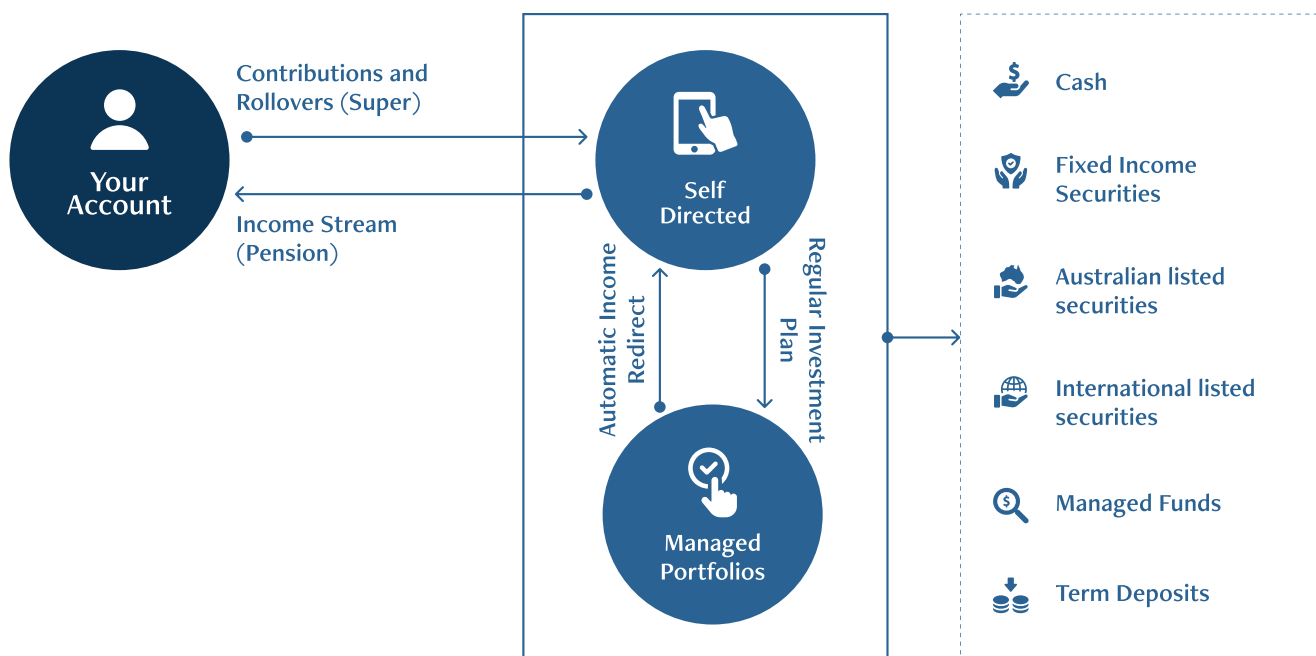 Your
Account
Contributions and
Rollovers (Super)
Income Stream
(Pension)
Self
Directed
Automatic Income
Redirect
Regular Investment
Plan
Managed
Portfolios
$
Cash
Fixed Income
Securities
Australian listed
securities
International listed
securities
$
Managed Funds
Term Deposits